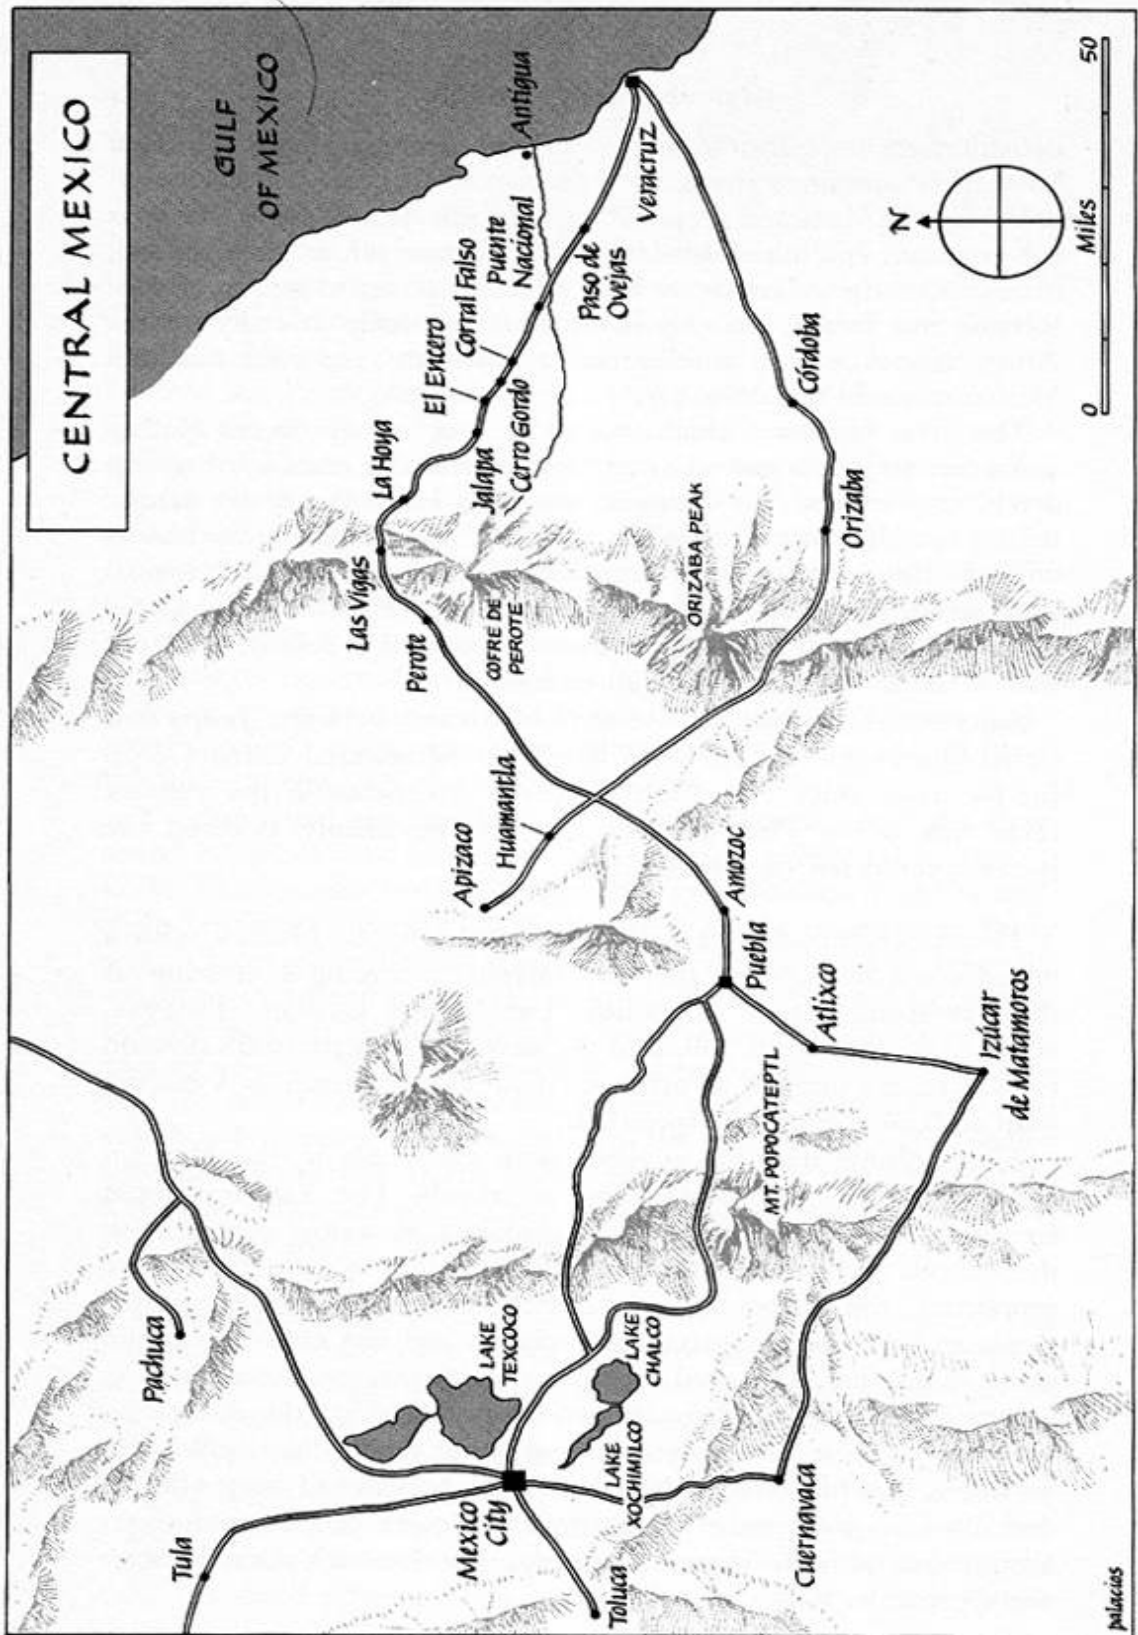 CENTRAL MEXICO
GULF
OF MEXICO
Antigua
Veracruz
Puente
Nacional
Paso de
Ovejas
Corral Falso
El Encero
Cerro Gordo
Jalapa
La Hoya
Las Vigas
Perote
COFRE DE
PEROTE
ORIZABA PEAK
Córdoba
Orizaba
Huamantla
Apizaco
Amozoc
Puebla
Atlixco
Izúcar
de Matamoros
MT. POPOCATEPTL
Pachuca
LAKE
TEXCOCO
LAKE
CHALCO
LAKE
XOCHIMILCO
Mexico
City
Tula
Toluca
Cuernavaca
N
0
50
Miles
palacios